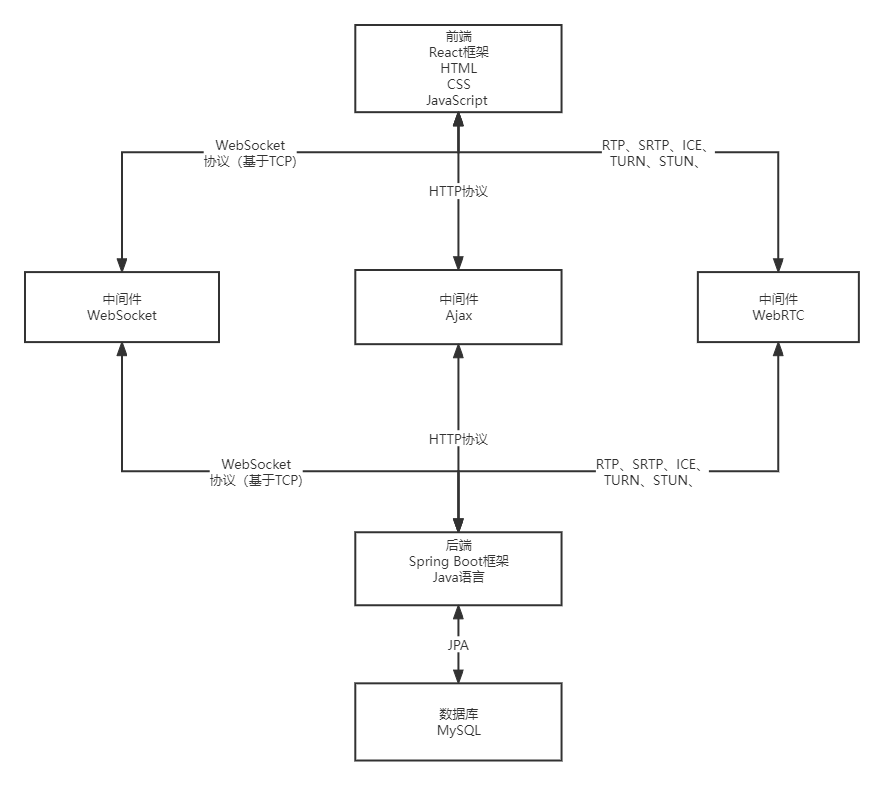 前端
React框架
HTML
CSS
JavaScript
WebSocket
协议（基于TCP)
RTP、SRTP、ICE、
TURN、STUN、
HTTP协议
中间件
WebSocket
中间件
Ajax
中间件
WebRTC
HTTP协议
WebSocket
协议（基于TCP)
RTP、SRTP、ICE、
TURN、STUN、
后端
Spring Boot框架
Java语言
JPA
数据库
MySQL